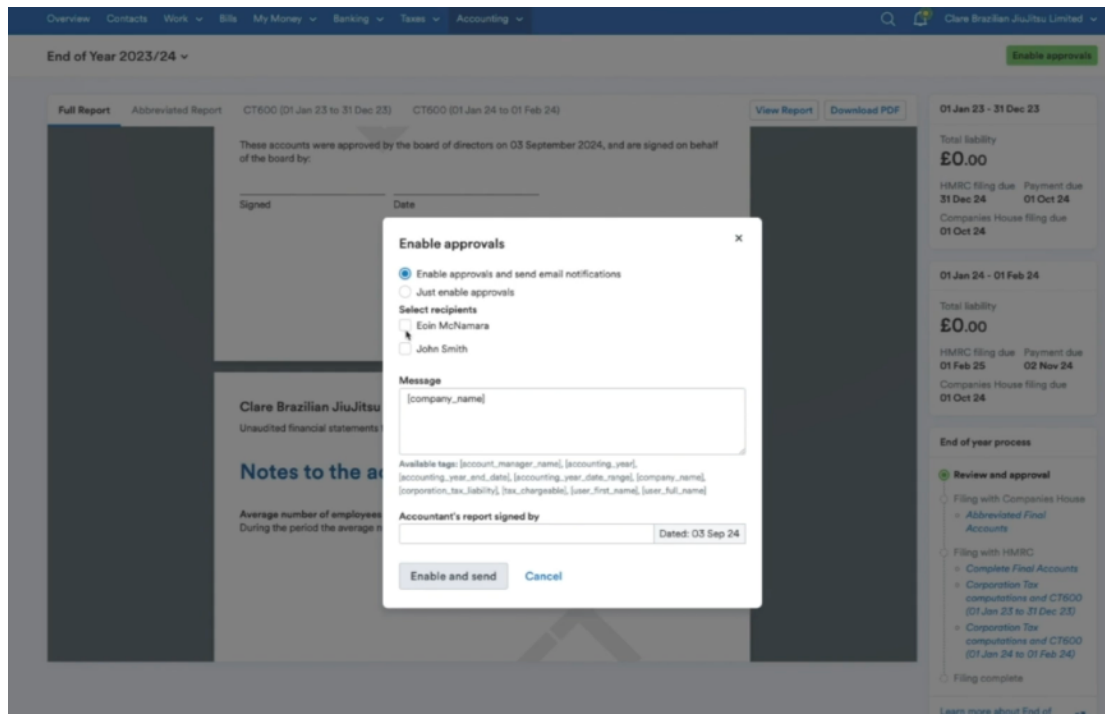 Overview Contacts Work Bills My Money Banking Taxes Accounting Clare Brazilian JiuJitsu Limited
End of Year 2023/24
Enable approvals
Full Report Abbreviated Report CT600 (01 Jan 23 to 31 Dec 23) CT600 (01 Jan 24 to 01 Feb 24) View Report Download PDF
These accounts were approved by the board of directors on 03 September 2024, and are signed on behalf
of the board by:
Signed Date
Enable approvals
Enable approvals and send email notifications
Just enable approvals
Select recipients
Eoin McNamara
John Smith
Message
[company_name]
Available tags: [account_manager_name], [accounting_year],
[accounting_year_end_date], [accounting_year_date_range], [company_name],
[corporation_tax_liability], [tax_chargeable], [user_first_name], [user_full_name]
Accountant's report signed by
Dated: 03 Sep 24
Enable and send Cancel
Clare Brazilian JiuJitsu
Unaudited financial statements
Notes to the a
Average number of employees
During the period the average n
01 Jan 23 - 31 Dec 23
Total liability
£0.00
HMRC filing due Payment due
31 Dec 24 01 Oct 24
Companies House filing due
01 Oct 24
01 Jan 24 - 01 Feb 24
Total liability
£0.00
HMRC filing due Payment due
01 Feb 25 02 Nov 24
Companies House filing due
01 Oct 24
End of year process
Review and approval
Filing with Companies House
Abbreviated Final
Accounts
Filing with HMRC
Complete Final Accounts
Corporation Tax
computations and CT600
(01 Jan 23 to 31 Dec 23)
Corporation Tax
computations and CT600
(01 Jan 24 to 01 Feb 24)
Filing complete
Learn more about End of